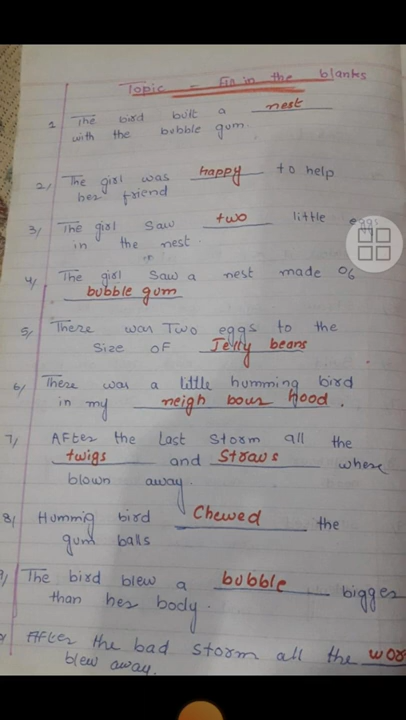 Topic - Fill in the blanks
1 The bird built a nest
with the bubble gum.
2, The girl was Happy to help
her friend
3/ The girl saw two little eggs
in the nest.
in
4/ The girl saw a nest made of
bubble gum
5, There was Two eggs to the
size of Jelly beans
6/ There was a little humming bird
in my neigh bour hood.
7/ After the last storm all the
twigs and straws where
blown away.
8/ Hummig bird Chewed the
gum balls
9/ The bird blew a bubble bigger
than her body.
After the bad storm all the
blew away.